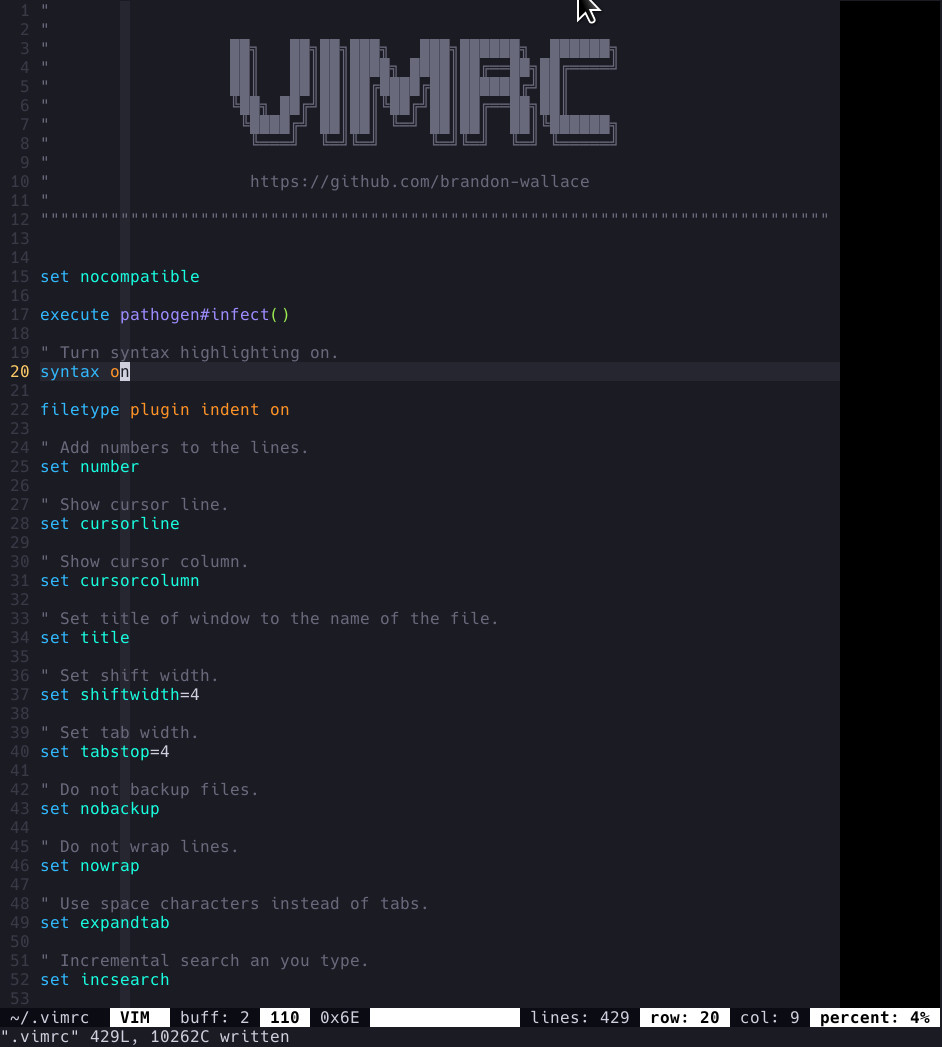 1 "
2 "
3 "
4 "
5 " VIMRC
6 "
7 "
8 "
9 "
10 " https://github.com/brandon-wallace
11 "
12 """""""""""""""""""""""""""""""""""""""""""""""""""""""""""""""""""""""""""""""
13
14
15 set nocompatible
16
17 execute pathogen#infect()
18
19 " Turn syntax highlighting on.
20 syntax on
21
22 filetype plugin indent on
23
24 " Add numbers to the lines.
25 set number
26
27 " Show cursor line.
28 set cursorline
29
30 " Show cursor column.
31 set cursorcolumn
32
33 " Set title of window to the name of the file.
34 set title
35
36 " Set shift width.
37 set shiftwidth=4
38
39 " Set tab width.
40 set tabstop=4
41
42 " Do not backup files.
43 set nobackup
44
45 " Do not wrap lines.
46 set nowrap
47
48 " Use space characters instead of tabs.
49 set expandtab
50
51 " Incremental search an you type.
52 set incsearch
53
~/.vimrc VIM buff: 2 110 0x6E lines: 429 row: 20 col: 9 percent: 4%
".vimrc" 429L, 10262C written